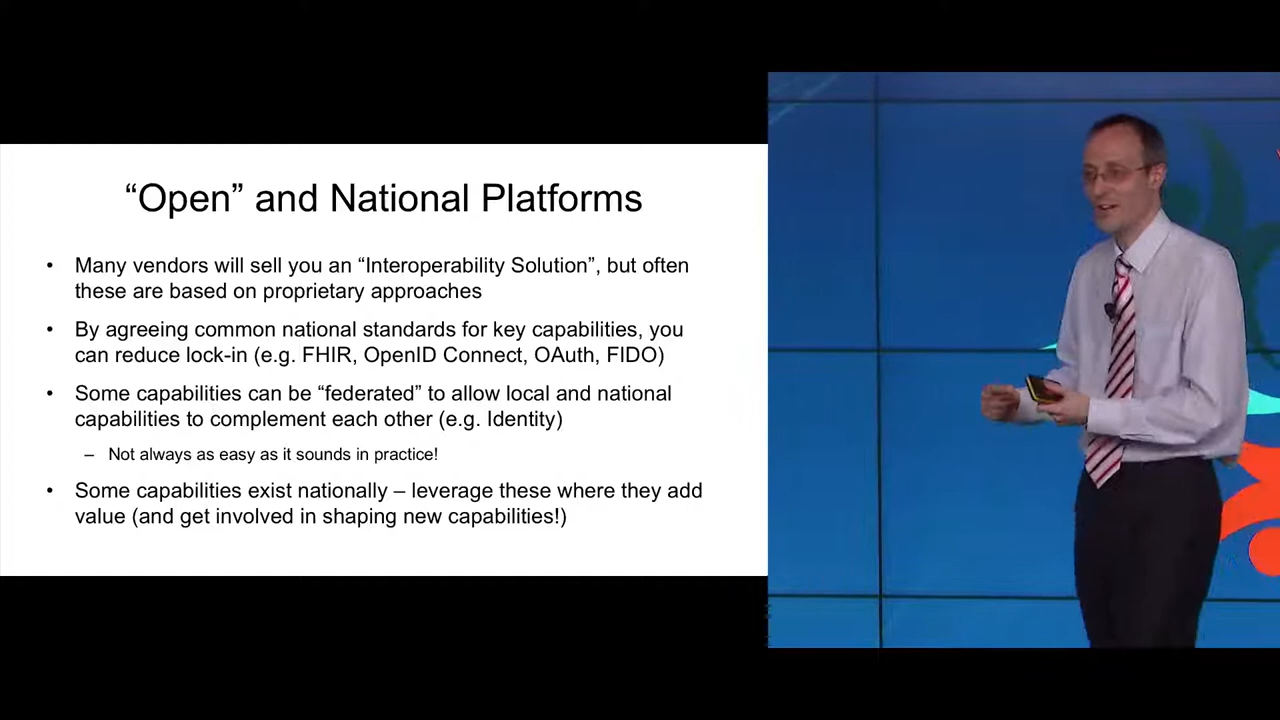 “Open” and National Platforms
• Many vendors will sell you an “Interoperability Solution”, but often
these are based on proprietary approaches
• By agreeing common national standards for key capabilities, you
can reduce lock-in (e.g. FHIR, OpenID Connect, OAuth, FIDO)
• Some capabilities can be “federated” to allow local and national
capabilities to complement each other (e.g. Identity)
– Not always as easy as it sounds in practice!
• Some capabilities exist nationally – leverage these where they add
value (and get involved in shaping new capabilities!)